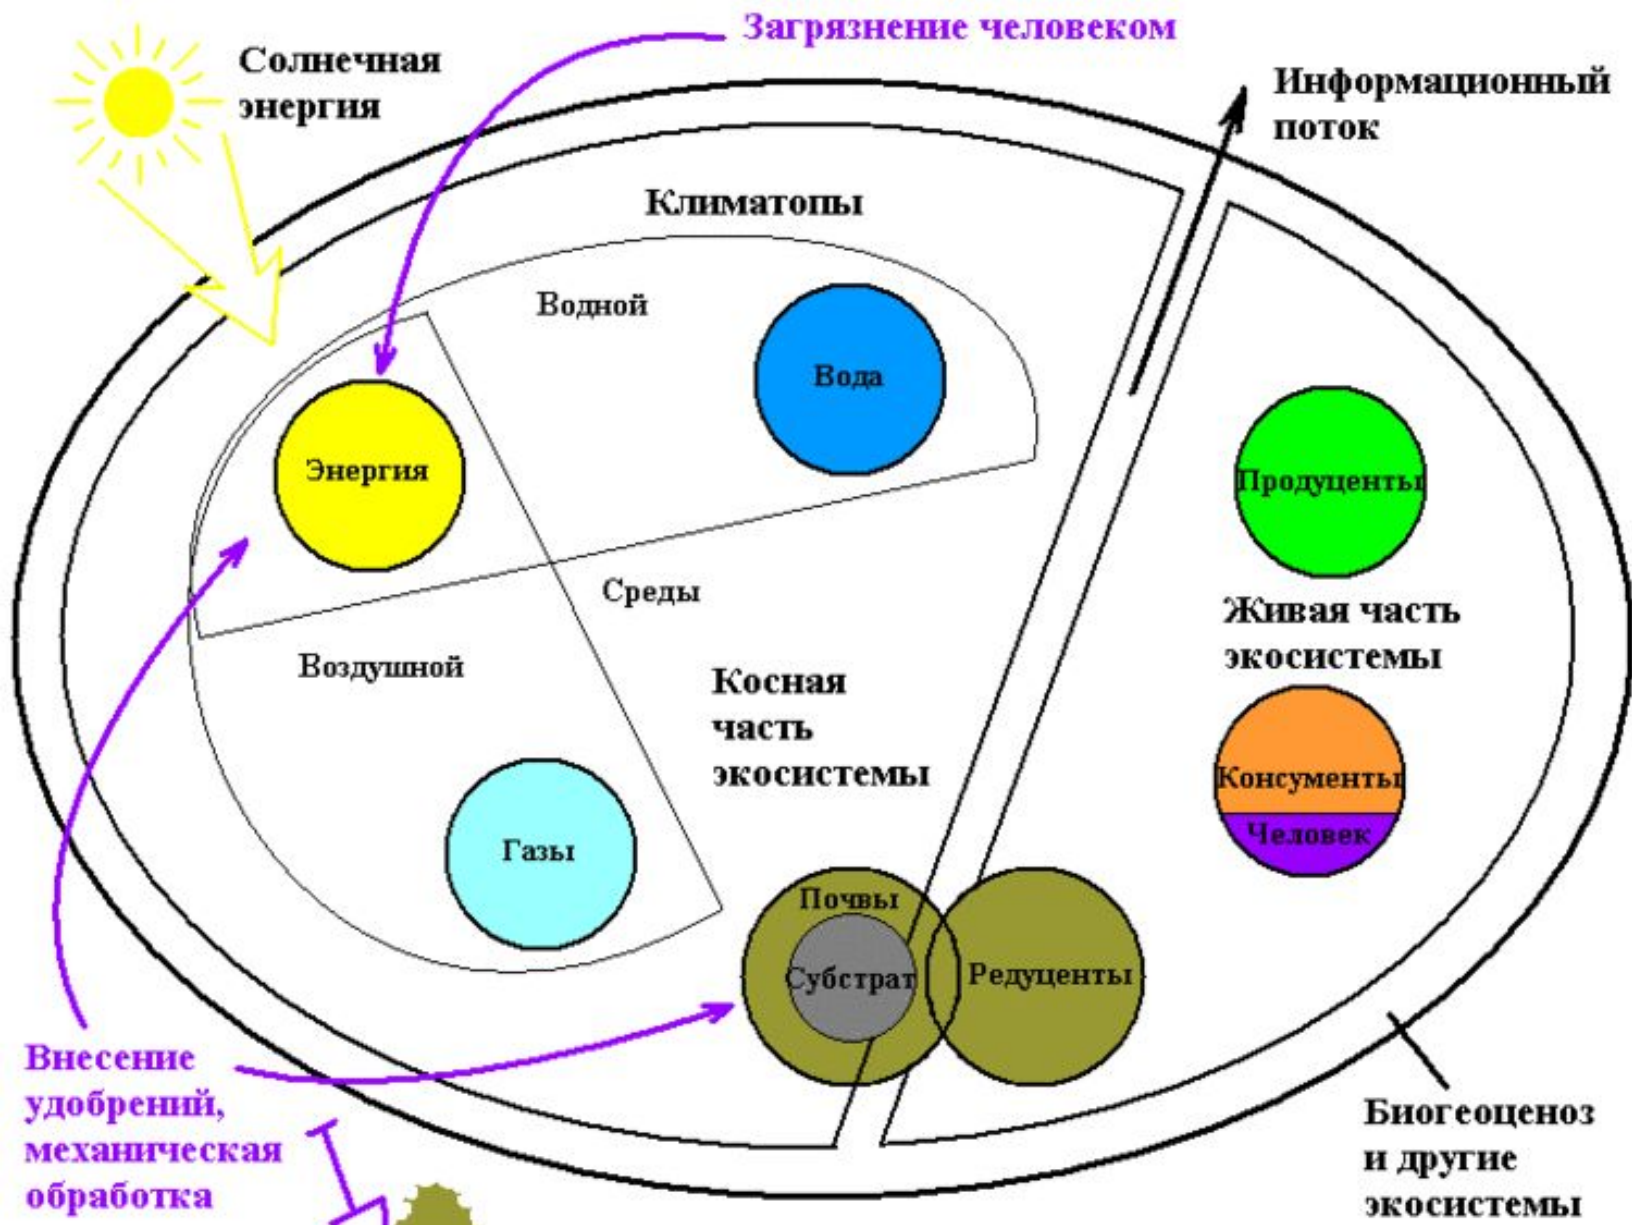 Загрязнение человеком
Солнечная
энергия
Информационный
поток
Климатопы
Водной
Вода
Энергия
Продуценты
Среды
Живая часть
экосистемы
Воздушной
Косная
часть
экосистемы
Консументы
Человек
Газы
Почвы
Субстрат
Редуценты
Внесение
удобрений,
механическая
обработка
Биогеоценоз
и другие
экосистемы